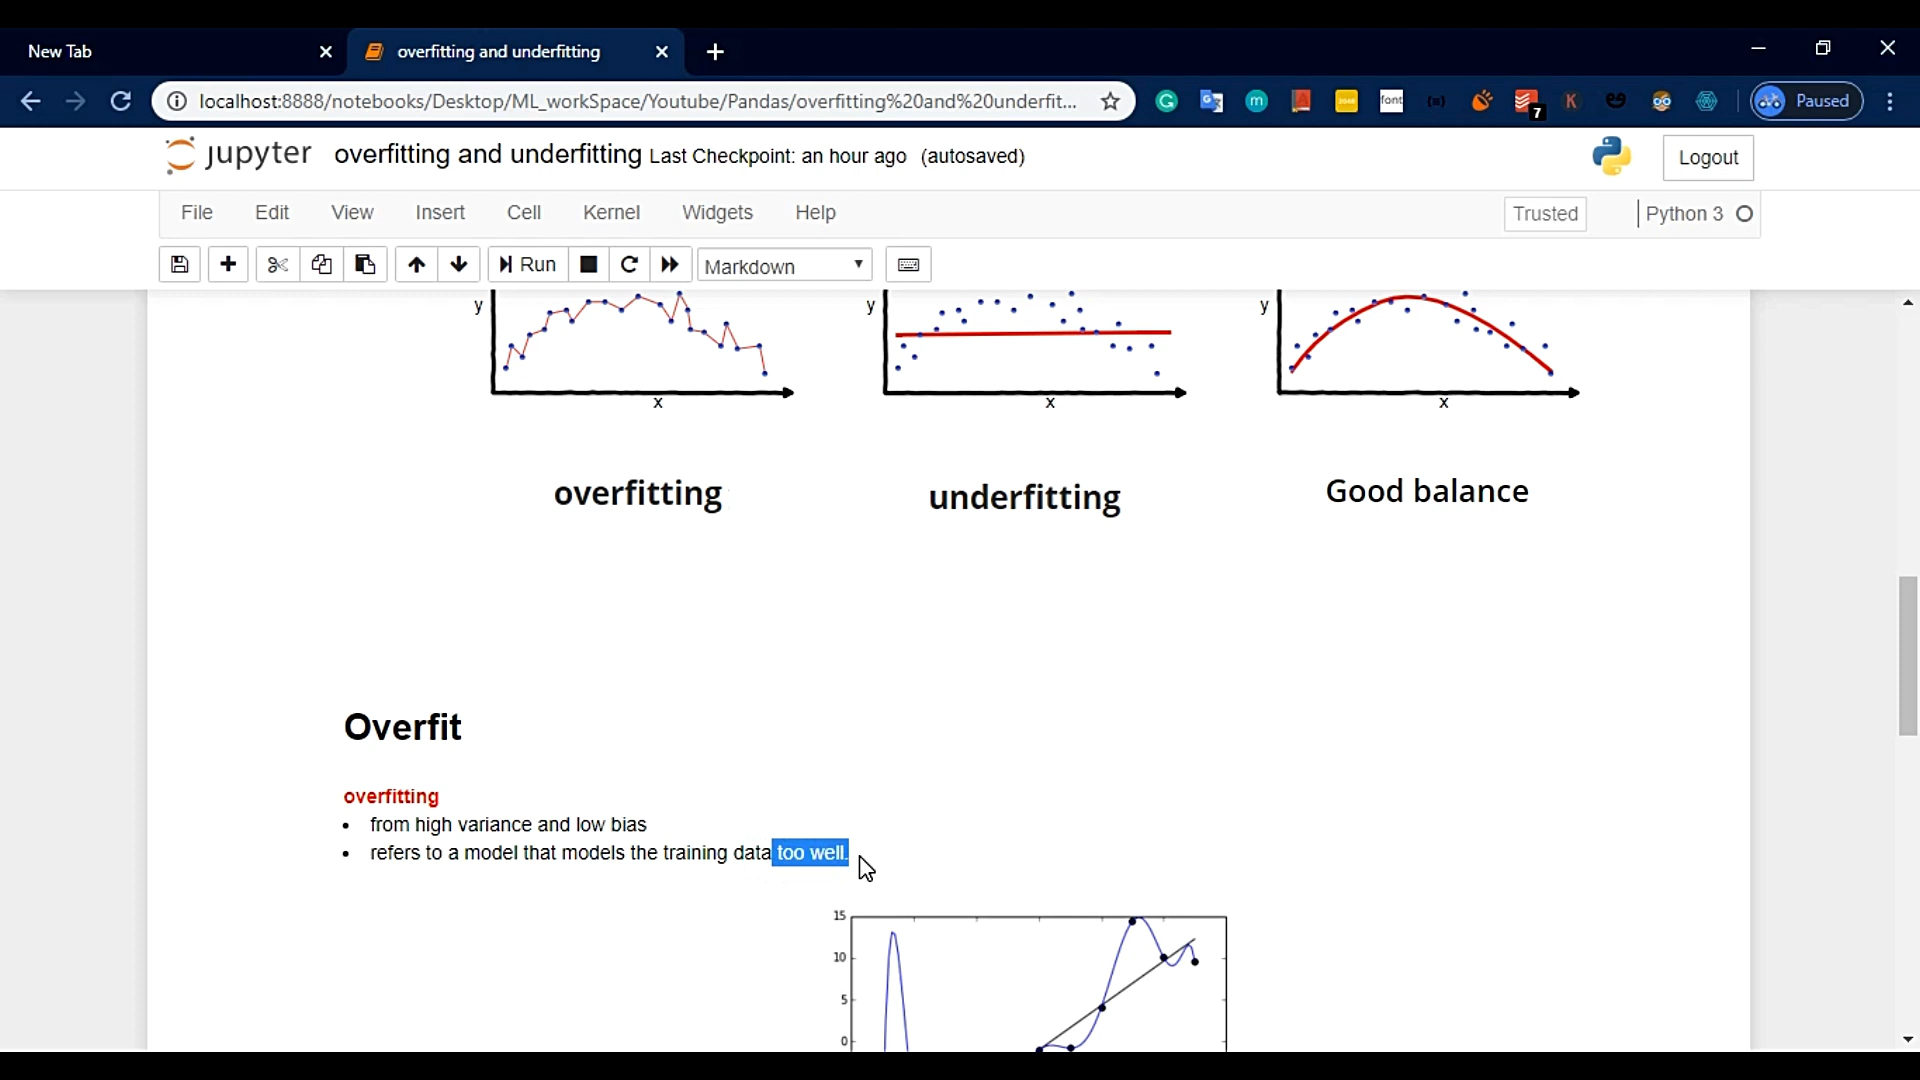 New Tab
overfitting and underfitting
localhost:8888/notebooks/Desktop/ML_workSpace/Youtube/Pandas/overfitting%20and%20underfit...
font
7
K
Paused
jupyter overfitting and underfitting Last Checkpoint: an hour ago (autosaved)
Logout
File Edit View Insert Cell Kernel Widgets Help
Trusted
Python 3
Run
Markdown
y
y
y
x
x
x
overfitting
underfitting
Good balance
Overfit
overfitting
• from high variance and low bias
• refers to a model that models the training data too well.
15
10
5
0